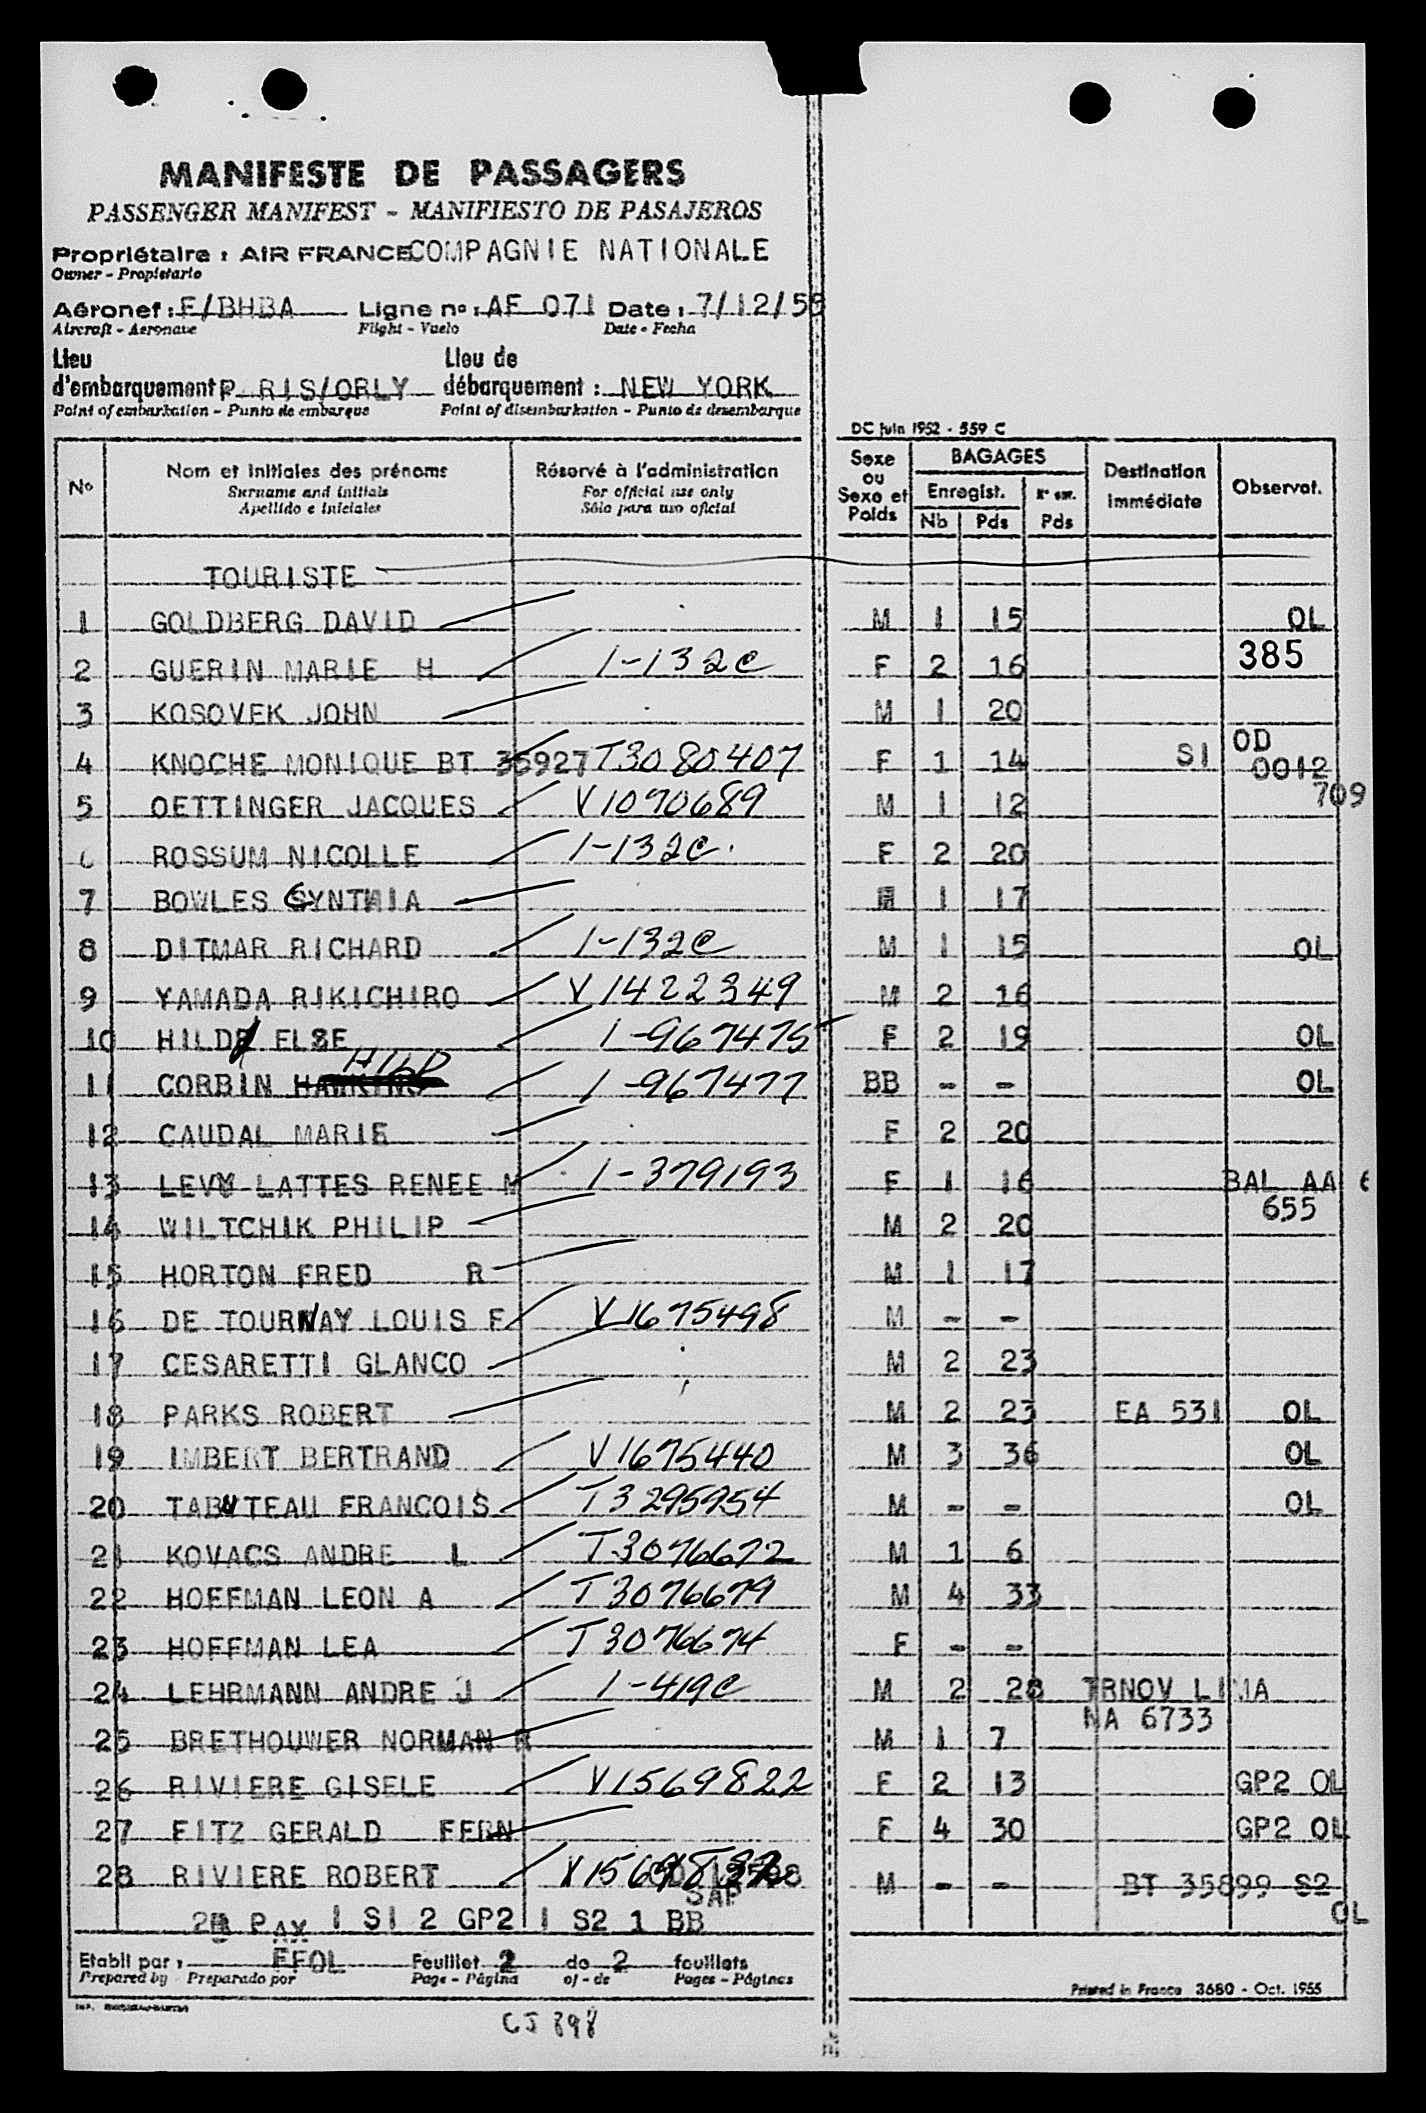 MANIFESTE DE PASSAGERS
PASSENGER MANIFEST - MANIFIESTO DE PASAJEROS
Propriétaire : AIR FRANCE COMPAGNIE NATIONALE
Owner - Propietario
Aéronef : F/BHBA Ligne nº : AF 071 Date : 7/12/55
Aircraft - Aeronave Flight - Vuelo Date - Fecha
Lieu d'embarquement P RIS/ORLY Lieu de débarquement : NEW YORK
Point of embarkation - Punto de embarque Point of disembarkation - Punto de desembarque
DC Juin 1952 - 559 C
No Nom et initiales des prénoms Réservé à l'administration Sexe ou Sexe et Poids BAGAGES Destination immédiate Observat.
Surname and initials For official use only Enregist.
Apellido e iniciales Sólo para uso oficial Nb Pds Pds
TOURISTE
1 GOLDBERG DAVID M 1 15 OL
2 GUERIN MARIE H 1-132C F 2 16 385
3 KOSOVEK JOHN M 1 20
4 KNOCHE MONIQUE BT 35927 T3080407 F 1 14 S1 OD 0012
5 OETTINGER JACQUES V1070689 M 1 12 709
6 ROSSUM NICOLLE 1-132C F 2 20
7 BOWLES CYNTHIA 1 17
8 DITMAR RICHARD 1-132C M 1 15 OL
9 YAMADA RIKICHIRO V1422349 M 2 16
10 HILD ELSE 1-967475 F 2 19 OL
11 CORBIN HAWKINS HILD 1-967477 BB - - OL
12 CAUDAL MARIE F 2 20
13 LEVY LATTES RENEE M 1-379193 F 1 16 BAL AA 6
14 WILTCHIK PHILIP M 2 20 655
15 HORTON FRED R M 1 17
16 DE TOURNAY LOUIS F V1675498 M - -
17 CESARETTI GLANCO M 2 23
18 PARKS ROBERT M 2 23 EA 531 OL
19 IMBERT BERTRAND V1675440 M 3 36 OL
20 TABUTEAU FRANCOIS T3295954 M - - OL
21 KOVACS ANDRE L T3076672 M 1 6
22 HOFFMAN LEON A T3076679 M 4 33
23 HOFFMAN LEA T3076674 F - -
24 LEHRMANN ANDRE J 1-419C M 2 28 TRNOV LIMA
25 BRETHOUWER NORMAN R M 1 7 NA 6733
26 RIVIERE GISELE V1569822 F 2 13 GP2 OL
27 FITZ GERALD FERN F 4 30 GP2 OL
28 RIVIERE ROBERT M - - BT 35899 S2
SAP
PAX 1 S1 2 GP2 1 S2 1 BB OL
Etabli par : FFOL Feuillet 2 de 2 feuillets
Prepared by - Preparado por Page - Página of - de Pages - Páginas
Printed in France 3680 - Oct. 1955
CJ 898